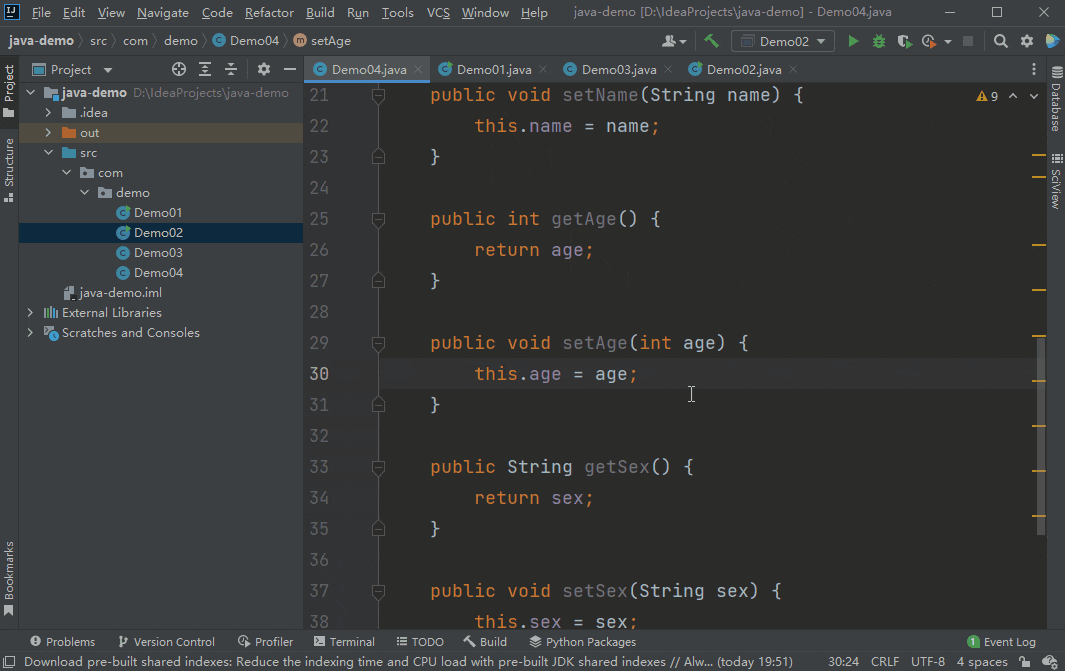 File Edit View Navigate Code Refactor Build Run Tools VCS Window Help java-demo [D:\IdeaProjects\java-demo] - Demo04.java
java-demo src com demo Demo04 setAge Demo02
Project
Demo04.java Demo01.java Demo03.java Demo02.java
java-demo D:\IdeaProjects\java-demo
.idea
out
src
com
demo
Demo01
Demo02
Demo03
Demo04
java-demo.iml
External Libraries
Scratches and Consoles
Project
Structure
Bookmarks
21 public void setName(String name) {
22 this.name = name;
23 }
24
25 public int getAge() {
26 return age;
27 }
28
29 public void setAge(int age) {
30 this.age = age;
31 }
32
33 public String getSex() {
34 return sex;
35 }
36
37 public void setSex(String sex) {
38 this.sex = sex;
9
Database
SciView
Problems Version Control Profiler Terminal TODO Build Python Packages 1 Event Log
Download pre-built shared indexes: Reduce the indexing time and CPU load with pre-built JDK shared indexes // Alw... (today 19:51) 30:24 CRLF UTF-8 4 spaces